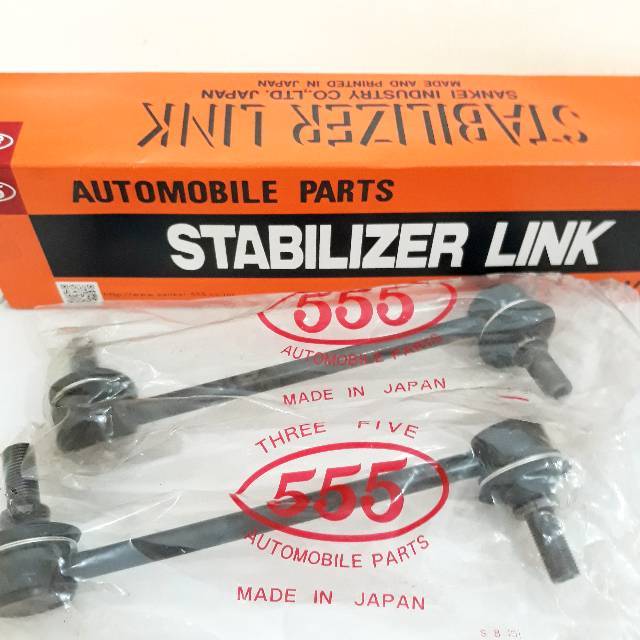 MADE AND PRINTED IN JAPAN
SANKEI INDUSTRY CO.,LTD. JAPAN
STABILIZER LINK
AUTOMOBILE PARTS
STABILIZER LINK
555
AUTOMOBILE PARTS
MADE IN JAPAN
THREE FIVE
555
AUTOMOBILE PARTS
MADE IN JAPAN